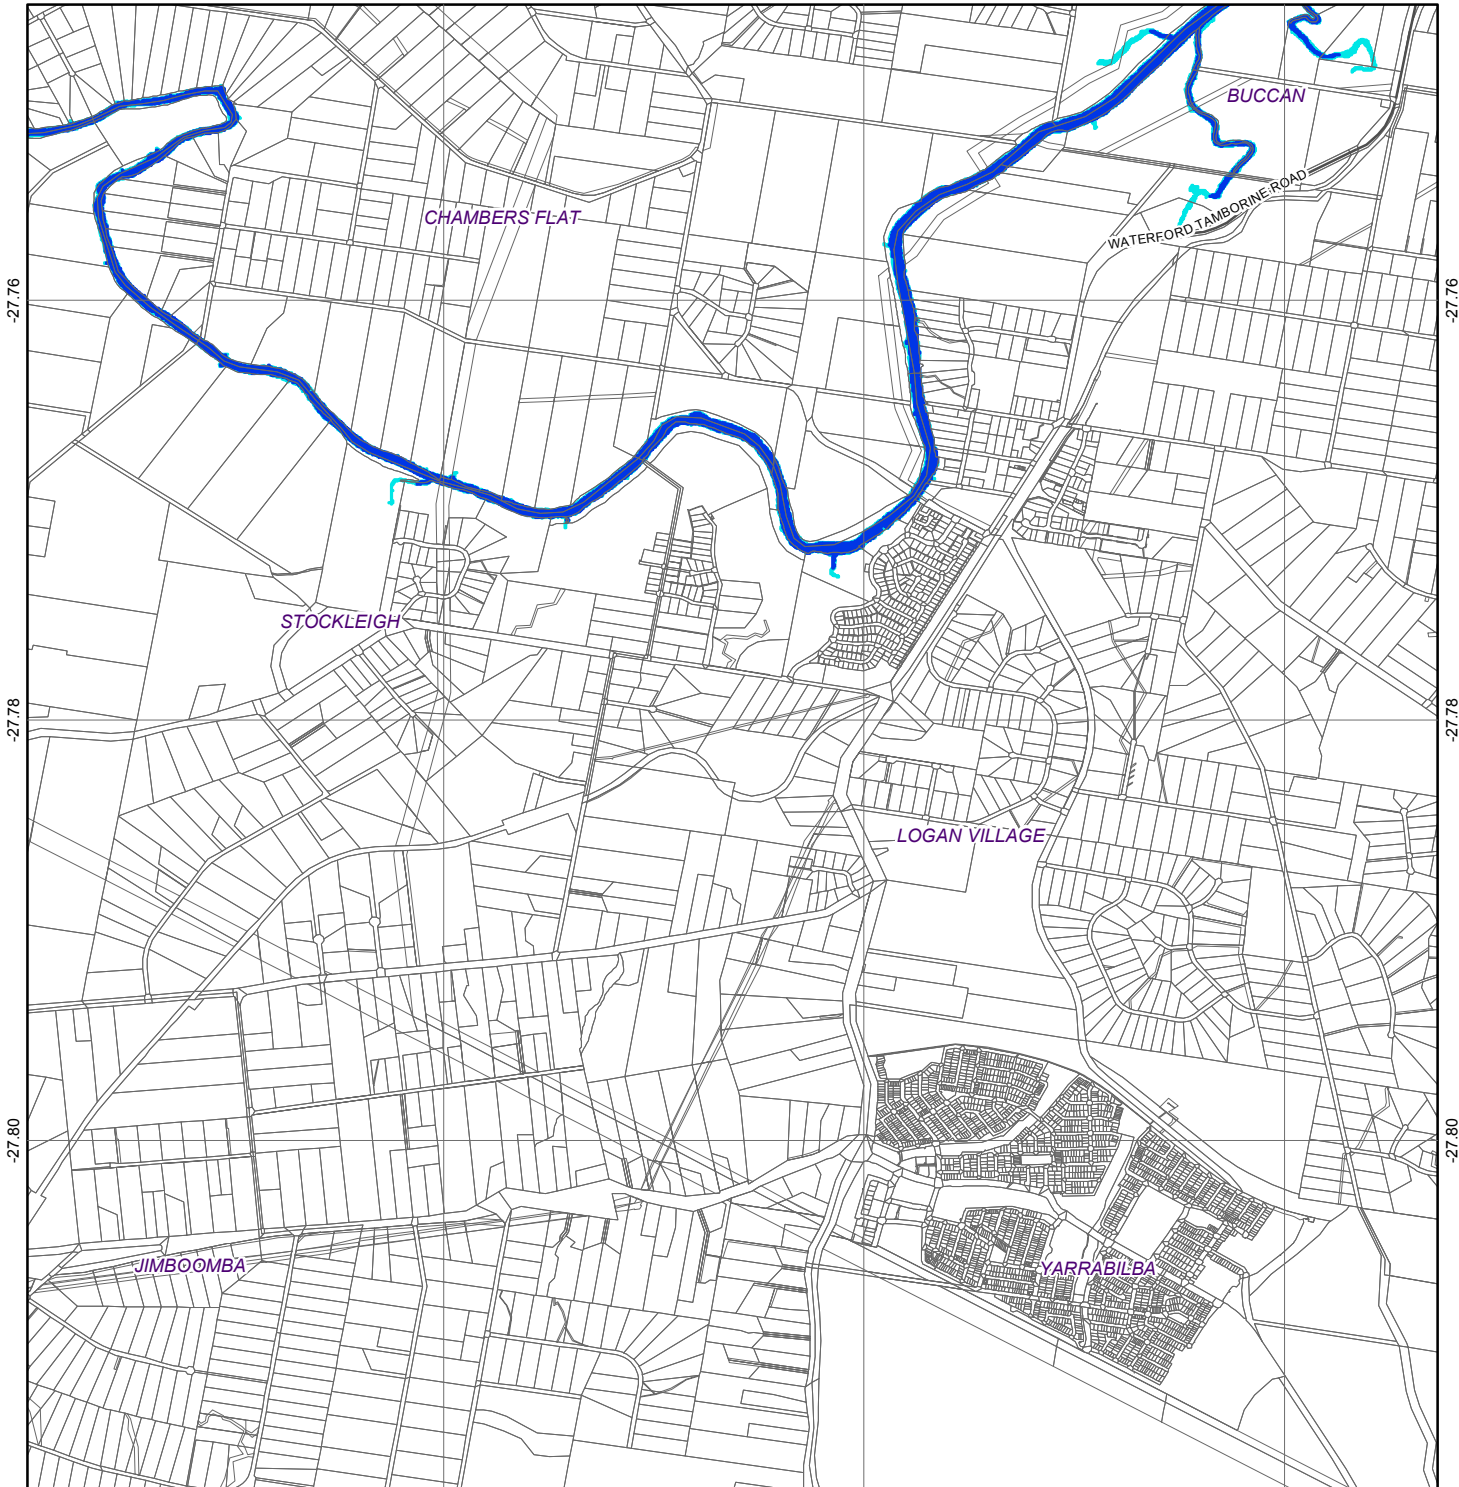 BUCCAN
WATERFORD TAMBORINE ROAD
CHAMBERS FLAT
-27.76
-27.76
STOCKLEIGH
-27.78
-27.78
LOGAN VILLAGE
-27.80
-27.80
JIMBOOMBA
YARRABILBA